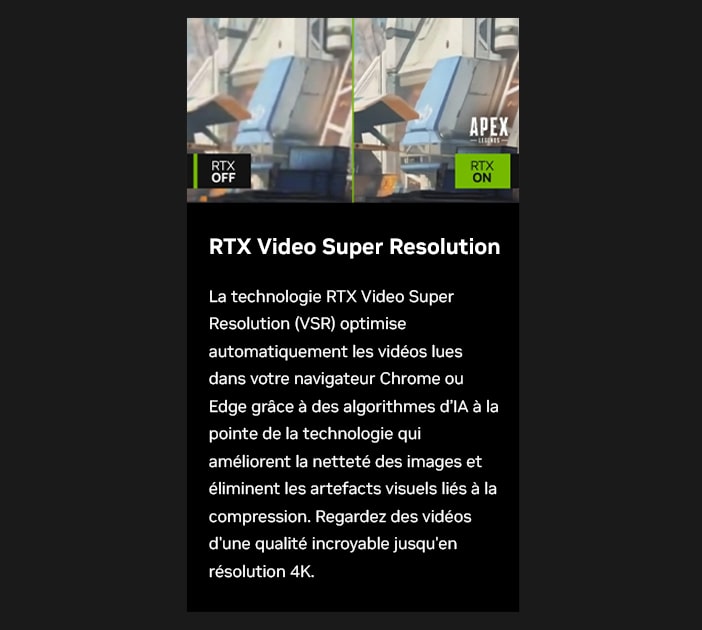 APEX
LEGENDS
RTX
OFF
RTX
ON
RTX Video Super Resolution
La technologie RTX Video Super
Resolution (VSR) optimise
automatiquement les vidéos lues
dans votre navigateur Chrome ou
Edge grâce à des algorithmes d'IA à la
pointe de la technologie qui
améliorent la netteté des images et
éliminent les artefacts visuels liés à la
compression. Regardez des vidéos
d'une qualité incroyable jusqu'en
résolution 4K.